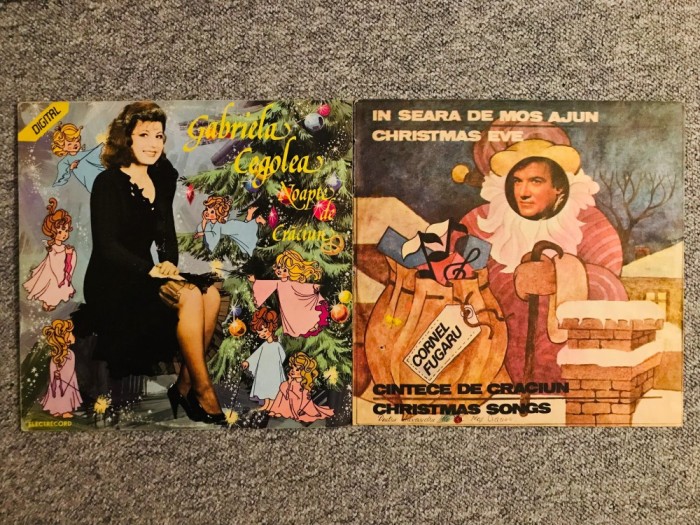 DIGITAL
Gabriela
Cegolea
Noapte
de
Craciun
ELECTRECORD
IN SEARA DE MOS AJUN
CHRISTMAS EVE
CORNEL
FUGARU
CINTECE DE CRACIUN
CHRISTMAS SONGS